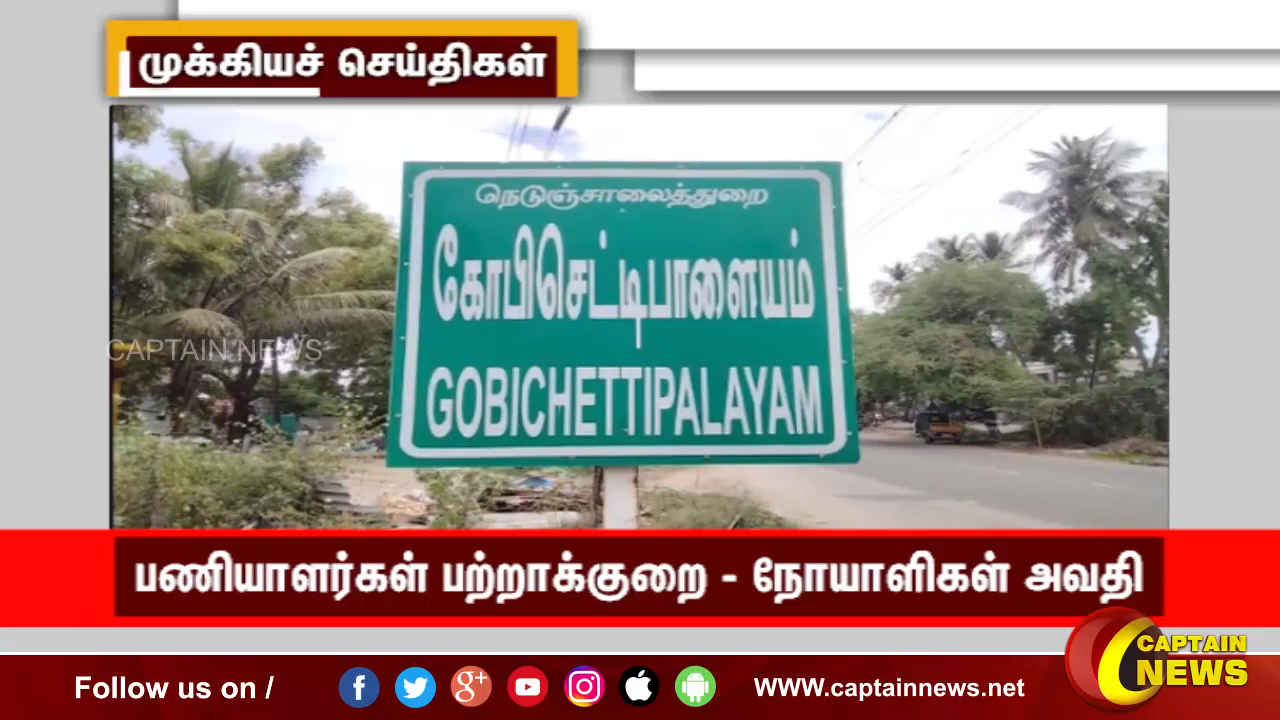 முக்கியச் செய்திகள்
நெடுஞ்சாலைத்துறை
கோபிசெட்டிபாளையம்
CAPTAIN NEWS
GOBICHETTIPALAYAM
பணியாளர்கள் பற்றாக்குறை - நோயாளிகள் அவதி
CAPTAIN
NEWS
Follow us on / WWW.captainnews.net